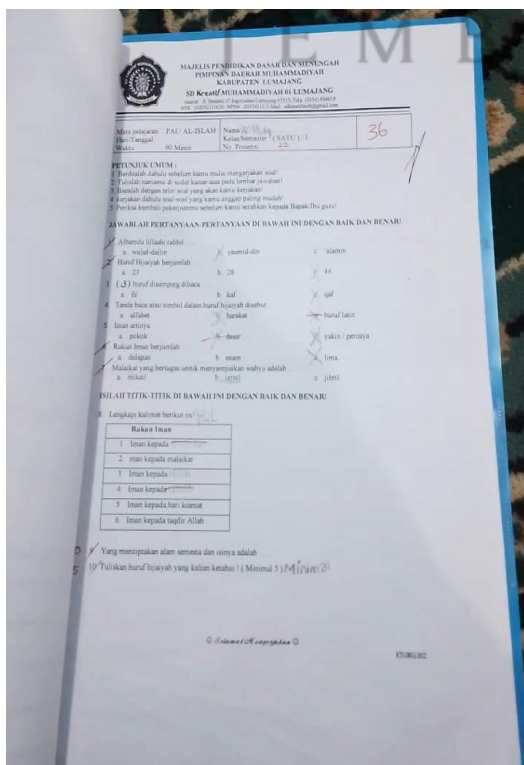 JEM
MAJELIS PENDIDIKAN DASAR DAN MENENGAH
PIMPINAN DAERAH MUHAMMADIYAH
KABUPATEN LUMAJANG
SD Kreatif MUHAMMADIYAH 01 LUMAJANG
Mata pelajaran PAI / AL-ISLAM
Hari/Tanggal
Waktu 90 Menit
Nama
Kelas/Semester I (SATU) / 1
No. Presensi 22
36
PETUNJUK UMUM :
1. Berdoalah dahulu sebelum kamu mulai mengerjakan soal!
2. Tulislah namamu di sudut kanan atas pada lembar jawaban!
3. Bacalah dengan teliti soal yang akan kamu kerjakan!
4. kerjakan dahulu soal-soal yang kamu anggap paling mudah!
5. Periksa kembali pekerjaanmu sebelum kamu serahkan kepada Bapak/Ibu guru!
JAWABLAH PERTANYAAN-PERTANYAAN DI BAWAH INI DENGAN BAIK DAN BENAR!
1. Alhamdu lillaahi rabbil
a. walad-dallin b. yaumid-din c. 'alamin
2. Huruf Hijaiyah berjumlah
a. 23 b. 28
3. ( ) huruf disamping dibaca
b. kaf qaf
4. Tanda baca atau simbol dalam huruf hijaiyah disebut
a. alfabet harakat huruf latin
5. Iman artinya
a. pokok dasar yakin / percaya
6. Rukun Iman berjumlah
a. delapan b. enam lima
7. Malaikat yang bertugas untuk menyampaikan wahyu adalah
a. mikail b. c. jibril
ISILAH TITIK-TITIK DI BAWAH INI DENGAN BAIK DAN BENAR!
8. Lengkapi kalimat berikut ini
Rukun Iman
1. Iman kepada
2. man kepada malaikat
3. Iman kepada
4. Iman kepada
5. Iman kepada hari kiamat
6. Iman kepada taqdir Allah
0 9. Yang menciptakan alam semesta dan isinya adalah
5 10. Tuliskan huruf hijaiyah yang kalian ketahui ! ( Minimal 5 )
☺ Selamat Mengerjakan ☺